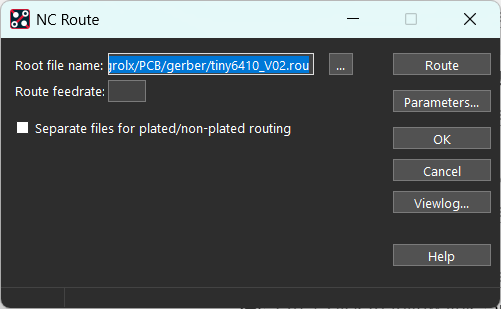 NC Route
Root file name: grolx/PCB/gerber/tiny6410_V02.rou ... Route
Route feedrate:
Parameters...
Separate files for plated/non-plated routing
OK
Cancel
Viewlog...
Help